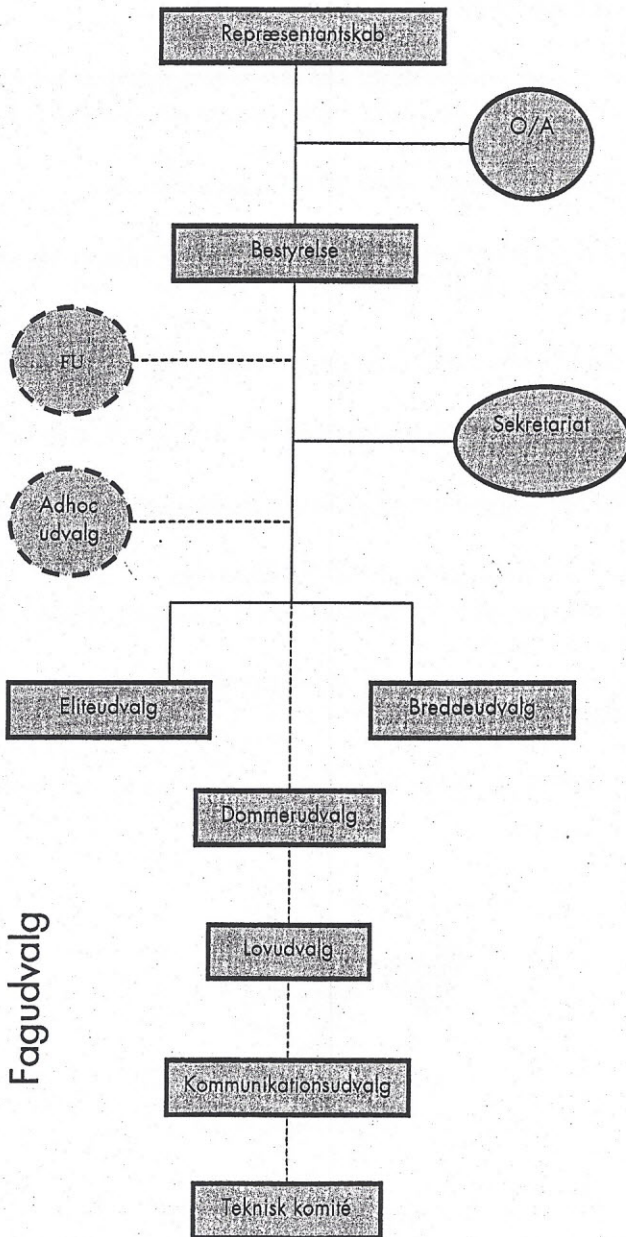 Repræsentantskab
O/A
Bestyrelse
FU
Sekretariat
Adhoc
udvalg
Eliteudvalg
Breddeudvalg
Dommerudvalg
Fagudvalg
Lovudvalg
Kommunikationsudvalg
Teknisk komité